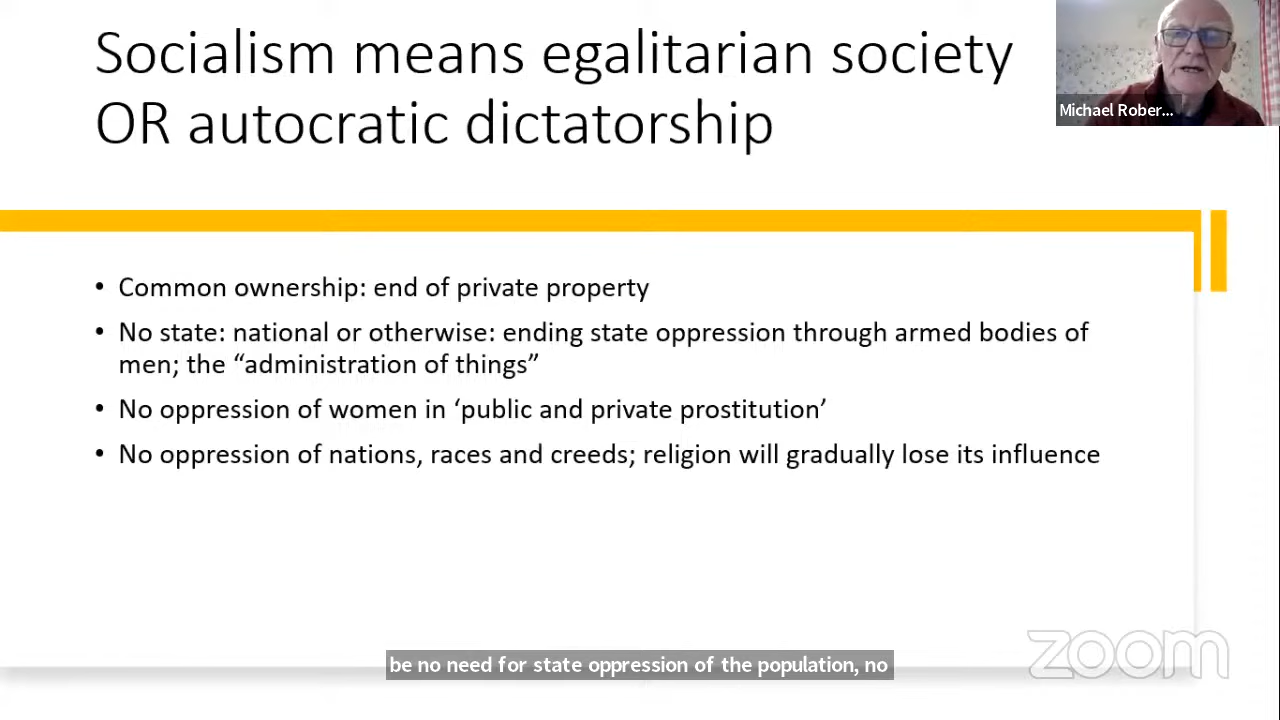 Socialism means egalitarian society
OR autocratic dictatorship
Michael Rober...
• Common ownership: end of private property
• No state: national or otherwise: ending state oppression through armed bodies of
men; the “administration of things”
• No oppression of women in ‘public and private prostitution’
• No oppression of nations, races and creeds; religion will gradually lose its influence
be no need for state oppression of the population, no
zoom